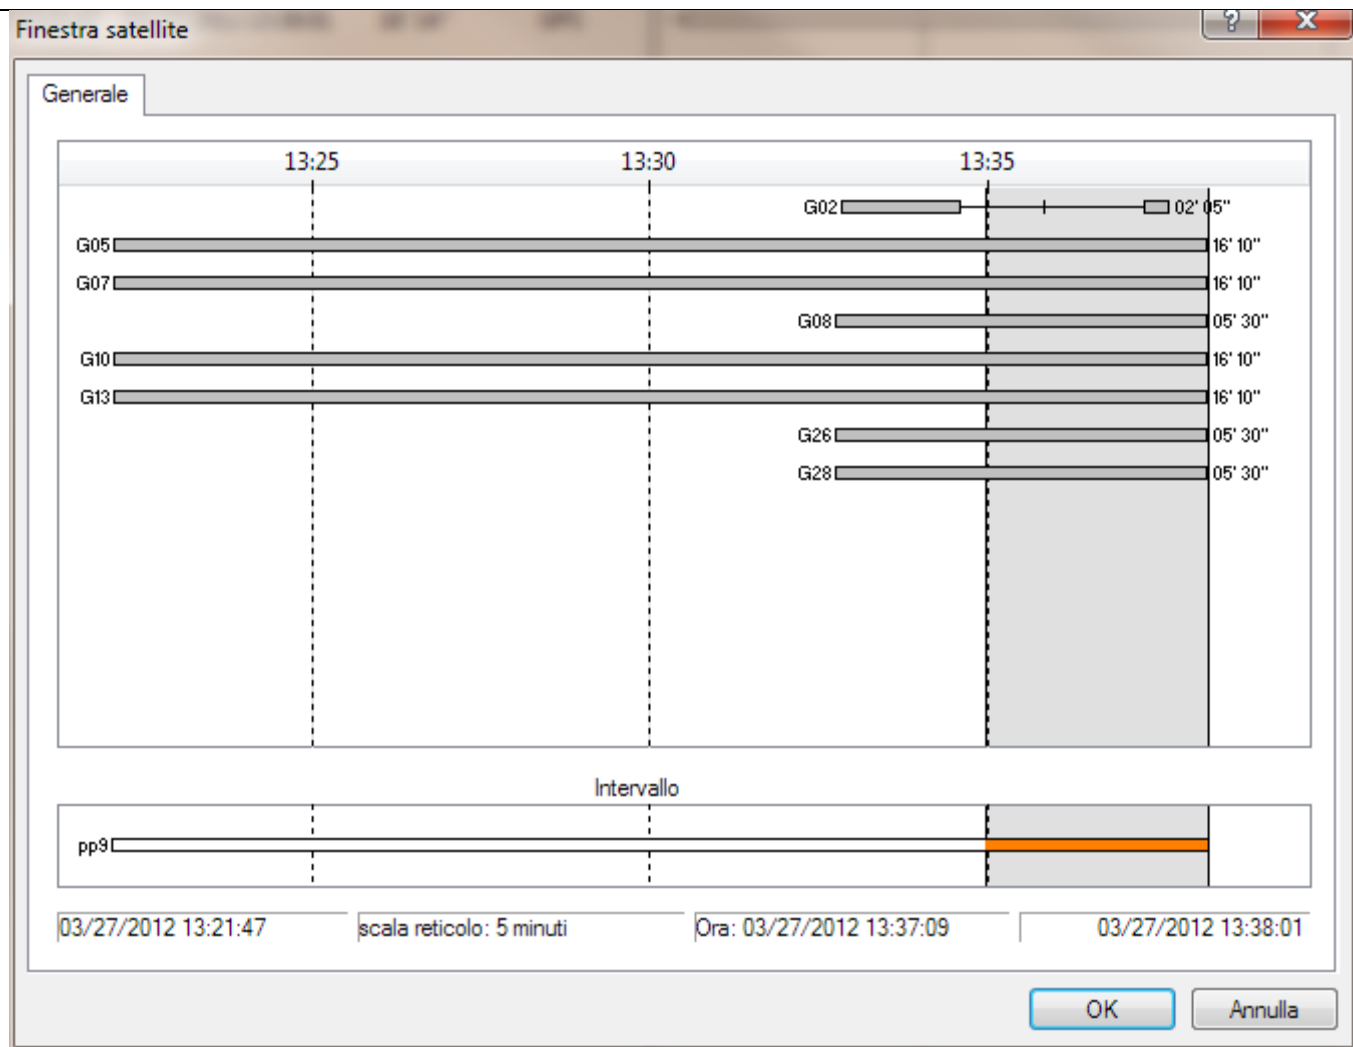 Finestra satellite
?
Generale
13:25 13:30 13:35
G02 02' 05"
G05 16' 10"
G07 16' 10"
G08 05' 30"
G10 16' 10"
G13 16' 10"
G26 05' 30"
G28 05' 30"
Intervallo
pp9
03/27/2012 13:21:47 scala reticolo: 5 minuti Ora: 03/27/2012 13:37:09 03/27/2012 13:38:01
OK Annulla